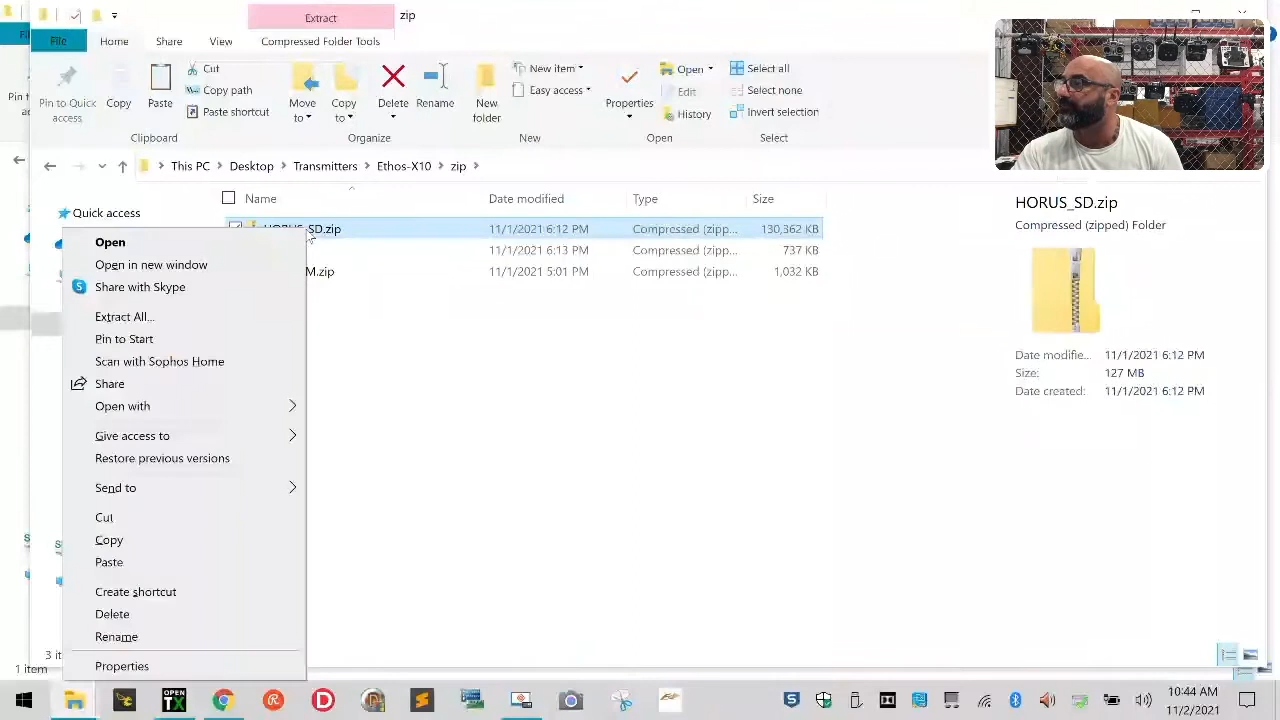 Extract
zip
File
Home
Share
View
Compressed Folder Tools
Pin to Quick access
Copy
Paste
Cut
Copy path
Paste shortcut
Move to
Copy to
Delete
Rename
New folder
New item
Easy access
Properties
Open
Edit
History
Select all
Select none
Invert selection
Clipboard
Organize
New
Open
Select
This PC
Desktop
Transmitters
Ethos-X10
zip
Quick access
Name
Date modified
Type
Size
SD.zip
11/1/2021 6:12 PM
Compressed (zipp...
130,362 KB
11/1/2021 6:13 PM
Compressed (zipp...
737 KB
M.zip
11/1/2021 5:01 PM
Compressed (zipp...
1,032 KB
Open
Open in new window
Share with Skype
Extract All...
Pin to Start
Scan with Sophos Home
Share
Open with
Give access to
Restore previous versions
Send to
Cut
Copy
Paste
Create shortcut
Delete
Rename
Properties
HORUS_SD.zip
Compressed (zipped) Folder
Date modifie...
11/1/2021 6:12 PM
Size:
127 MB
Date created:
11/1/2021 6:12 PM
3 it
1 item
OPEN
TX
10:44 AM
11/2/2021